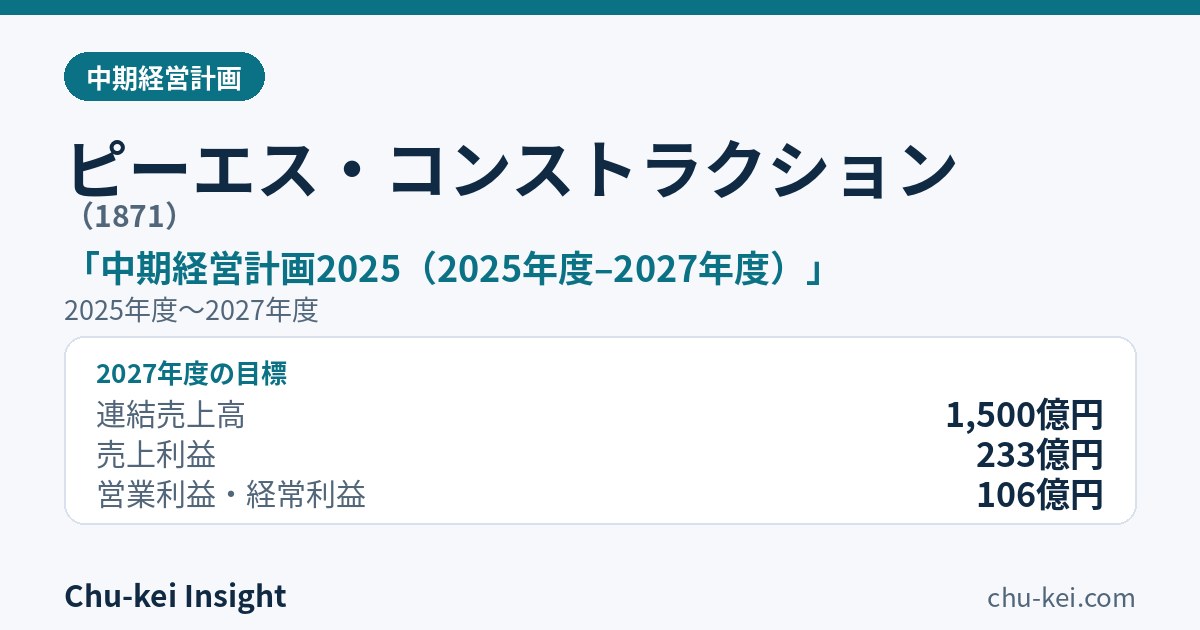 中期経営計画
ピーエス・コンストラクション
（1871）
「中期経営計画2025（2025年度–2027年度）」
2025年度～2027年度
2027年度の目標
連結売上高 1,500億円
売上利益 233億円
営業利益・経常利益 106億円
Chu-kei Insight chu-kei.com